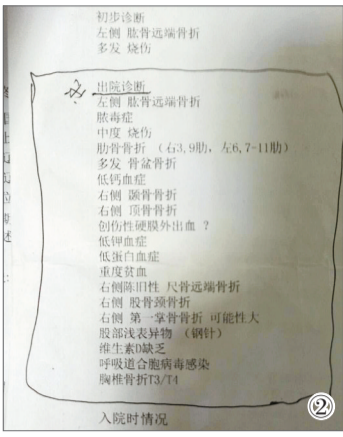 初步诊断
左侧 肱骨远端骨折
多发 烧伤
出院诊断
左侧 肱骨远端骨折
脓毒症
中度 烧伤
肋骨骨折 (右3,9肋,左6,7-11肋)
多发 骨盆骨折
低钙血症
右侧 颞骨骨折
右侧 顶骨骨折
创伤性硬膜外出血 ?
低钾血症
低蛋白血症
重度贫血
右侧陈旧性 尺骨远端骨折
右侧 股骨颈骨折
右侧 第一掌骨骨折 可能性大
股部浅表异物 (钢针)
维生素D缺乏
呼吸道合胞病毒感染
胸椎骨折T3/T4
入院时情况
②